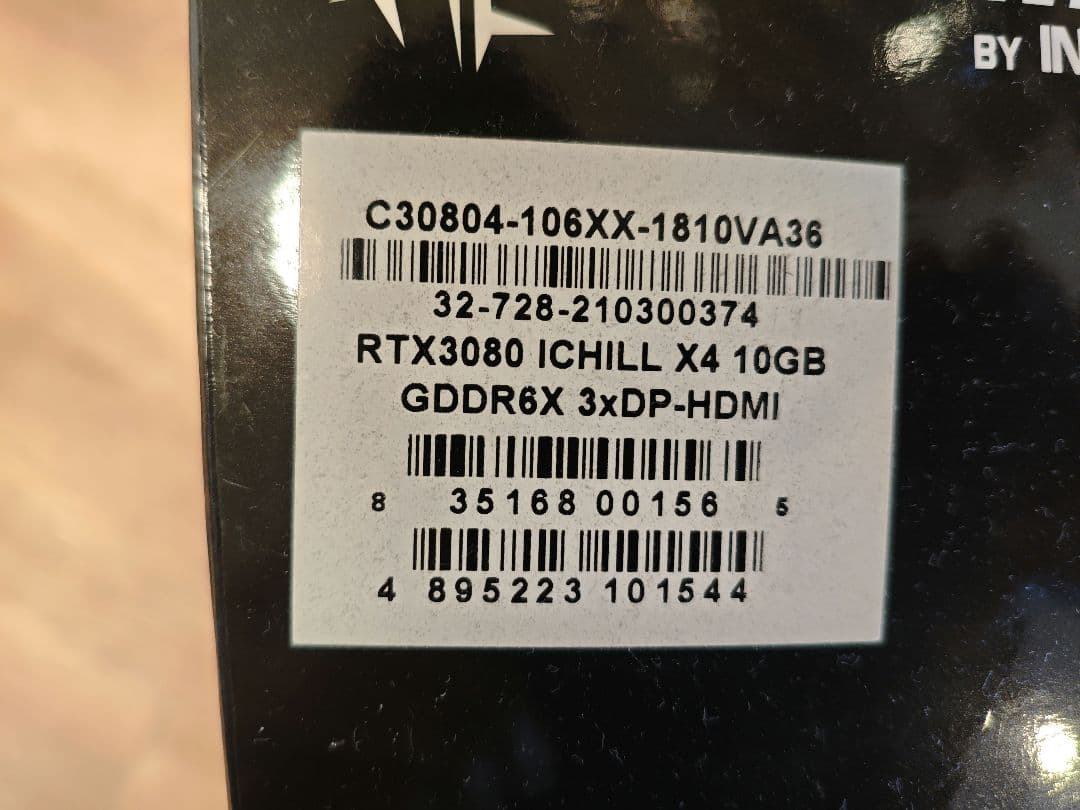 BY IN
C30804-106XX-1810VA36
32-728-210300374
RTX3080 ICHILL X4 10GB
GDDR6X 3xDP-HDMI
8 35168 00156 5
4 895223 101544